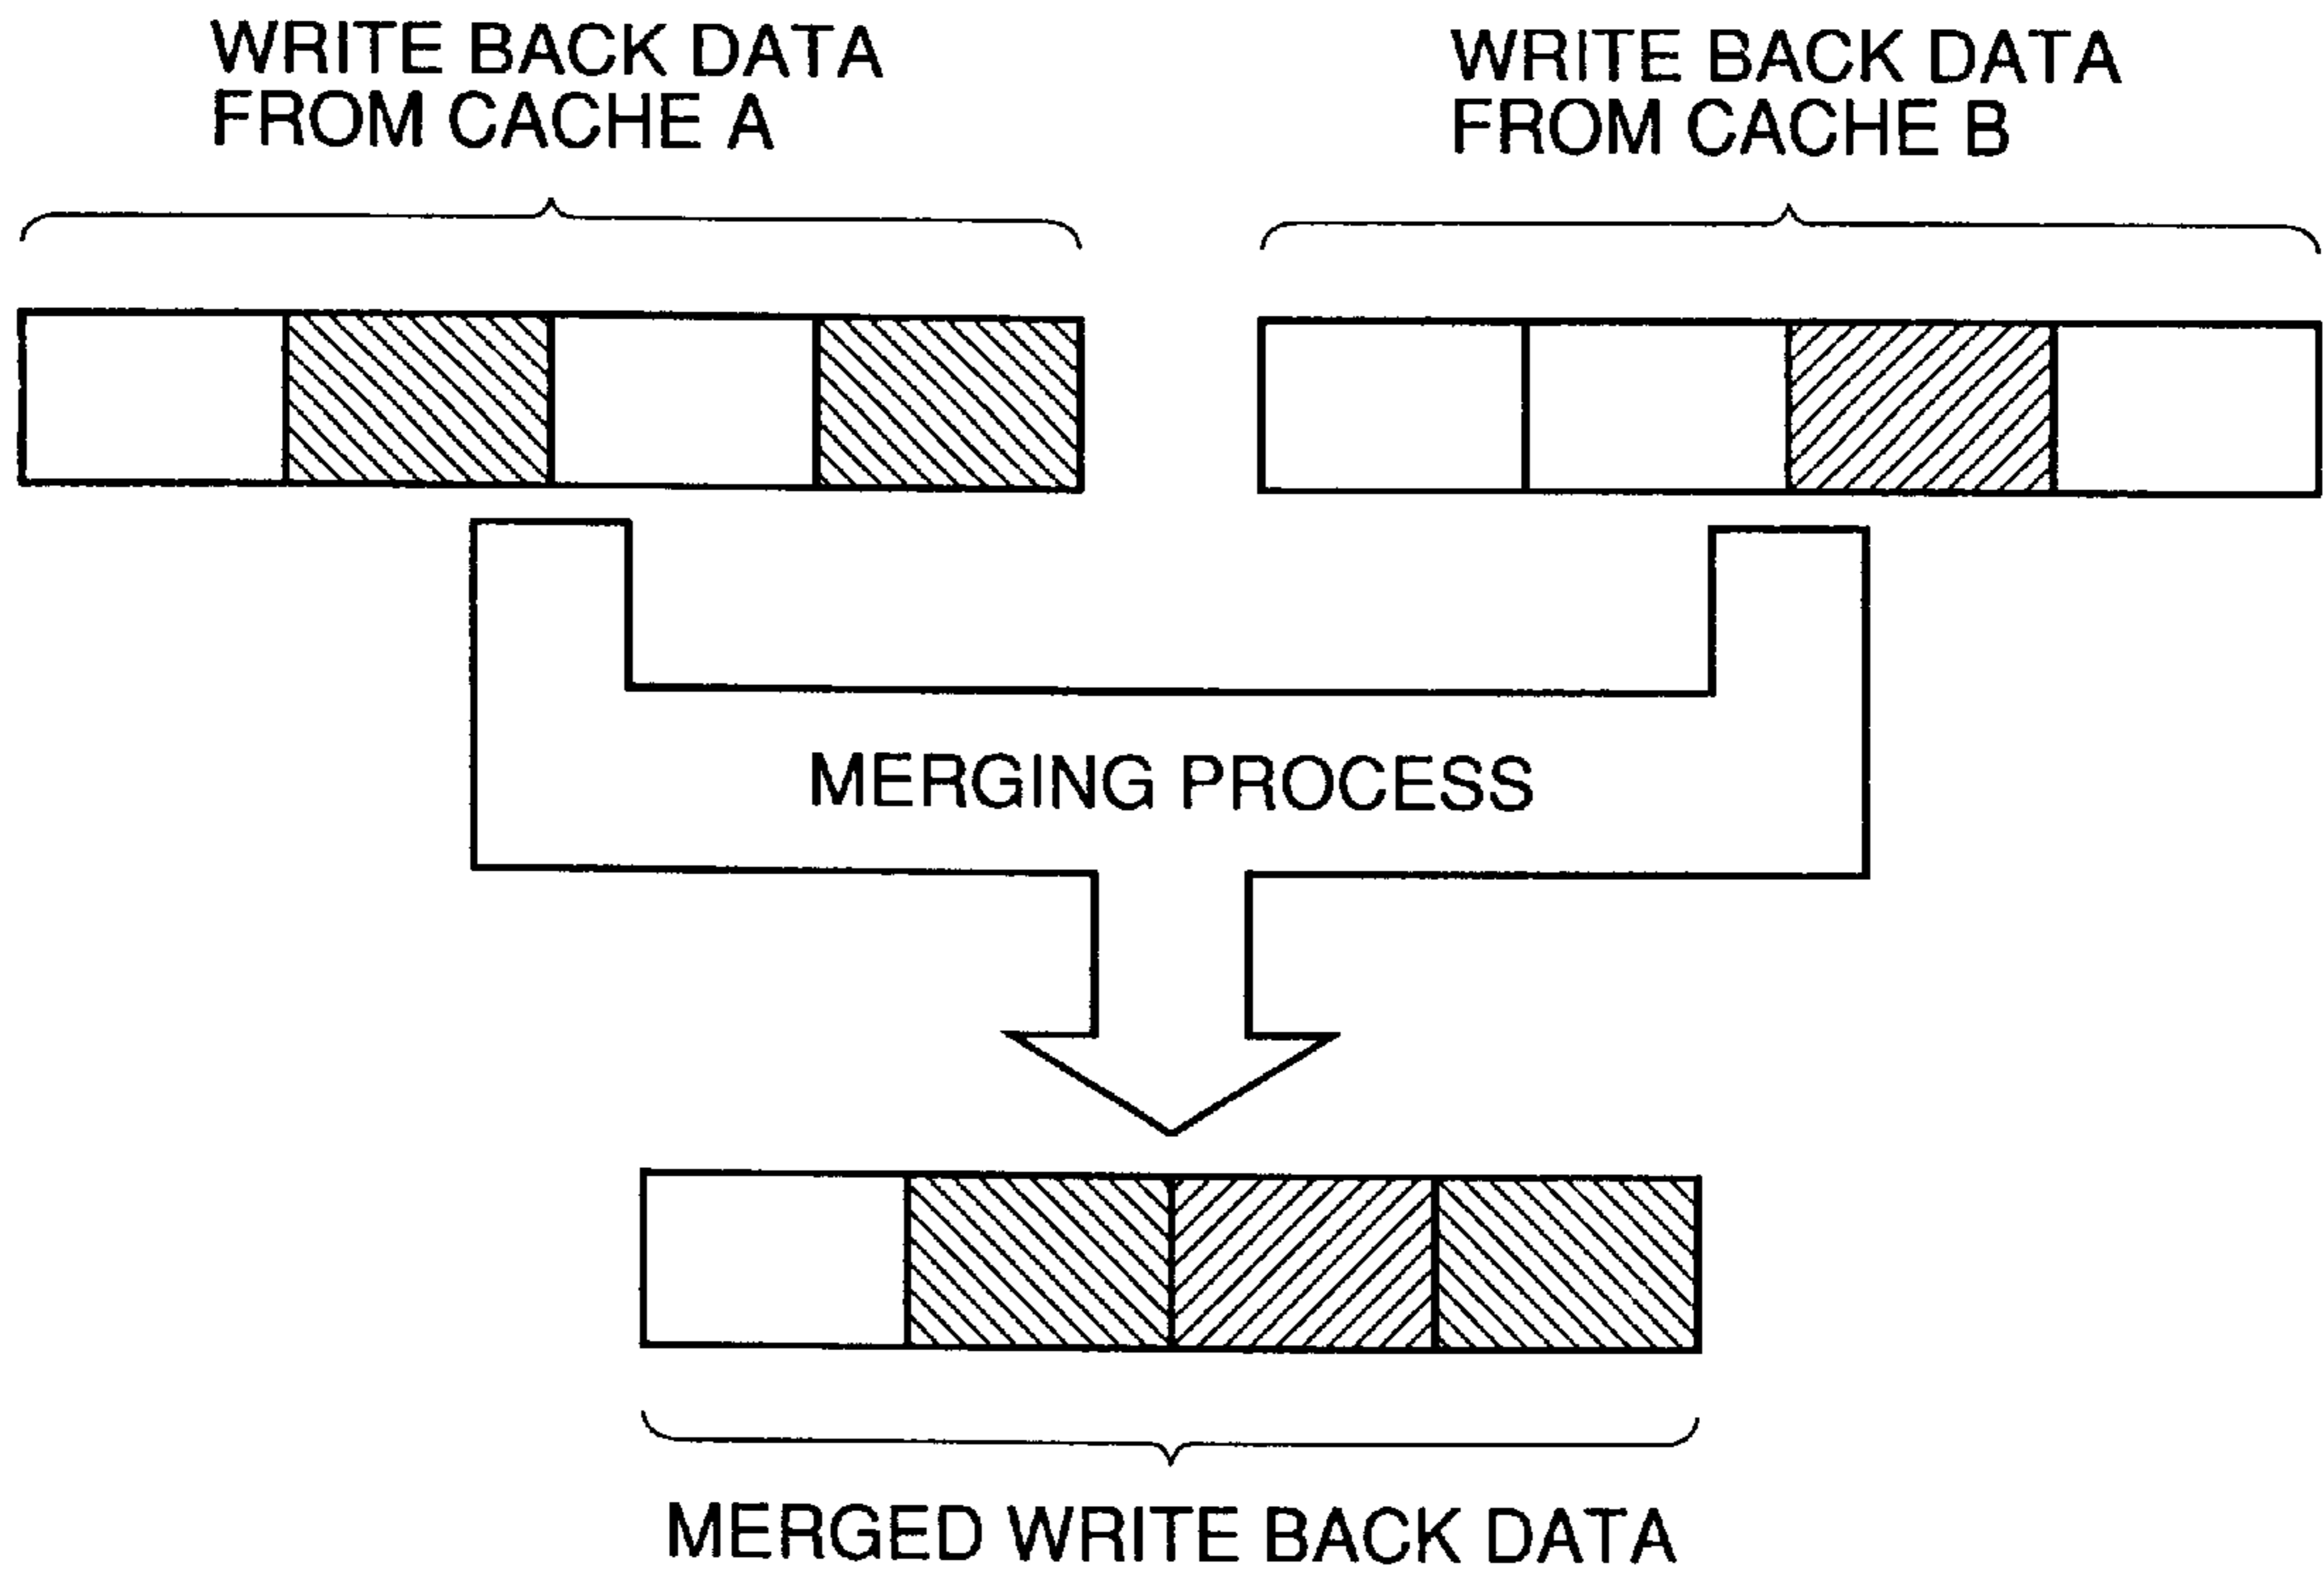 WRITE BACK DATA
FROM CACHE A
WRITE BACK DATA
FROM CACHE B
MERGING PROCESS
MERGED WRITE BACK DATA